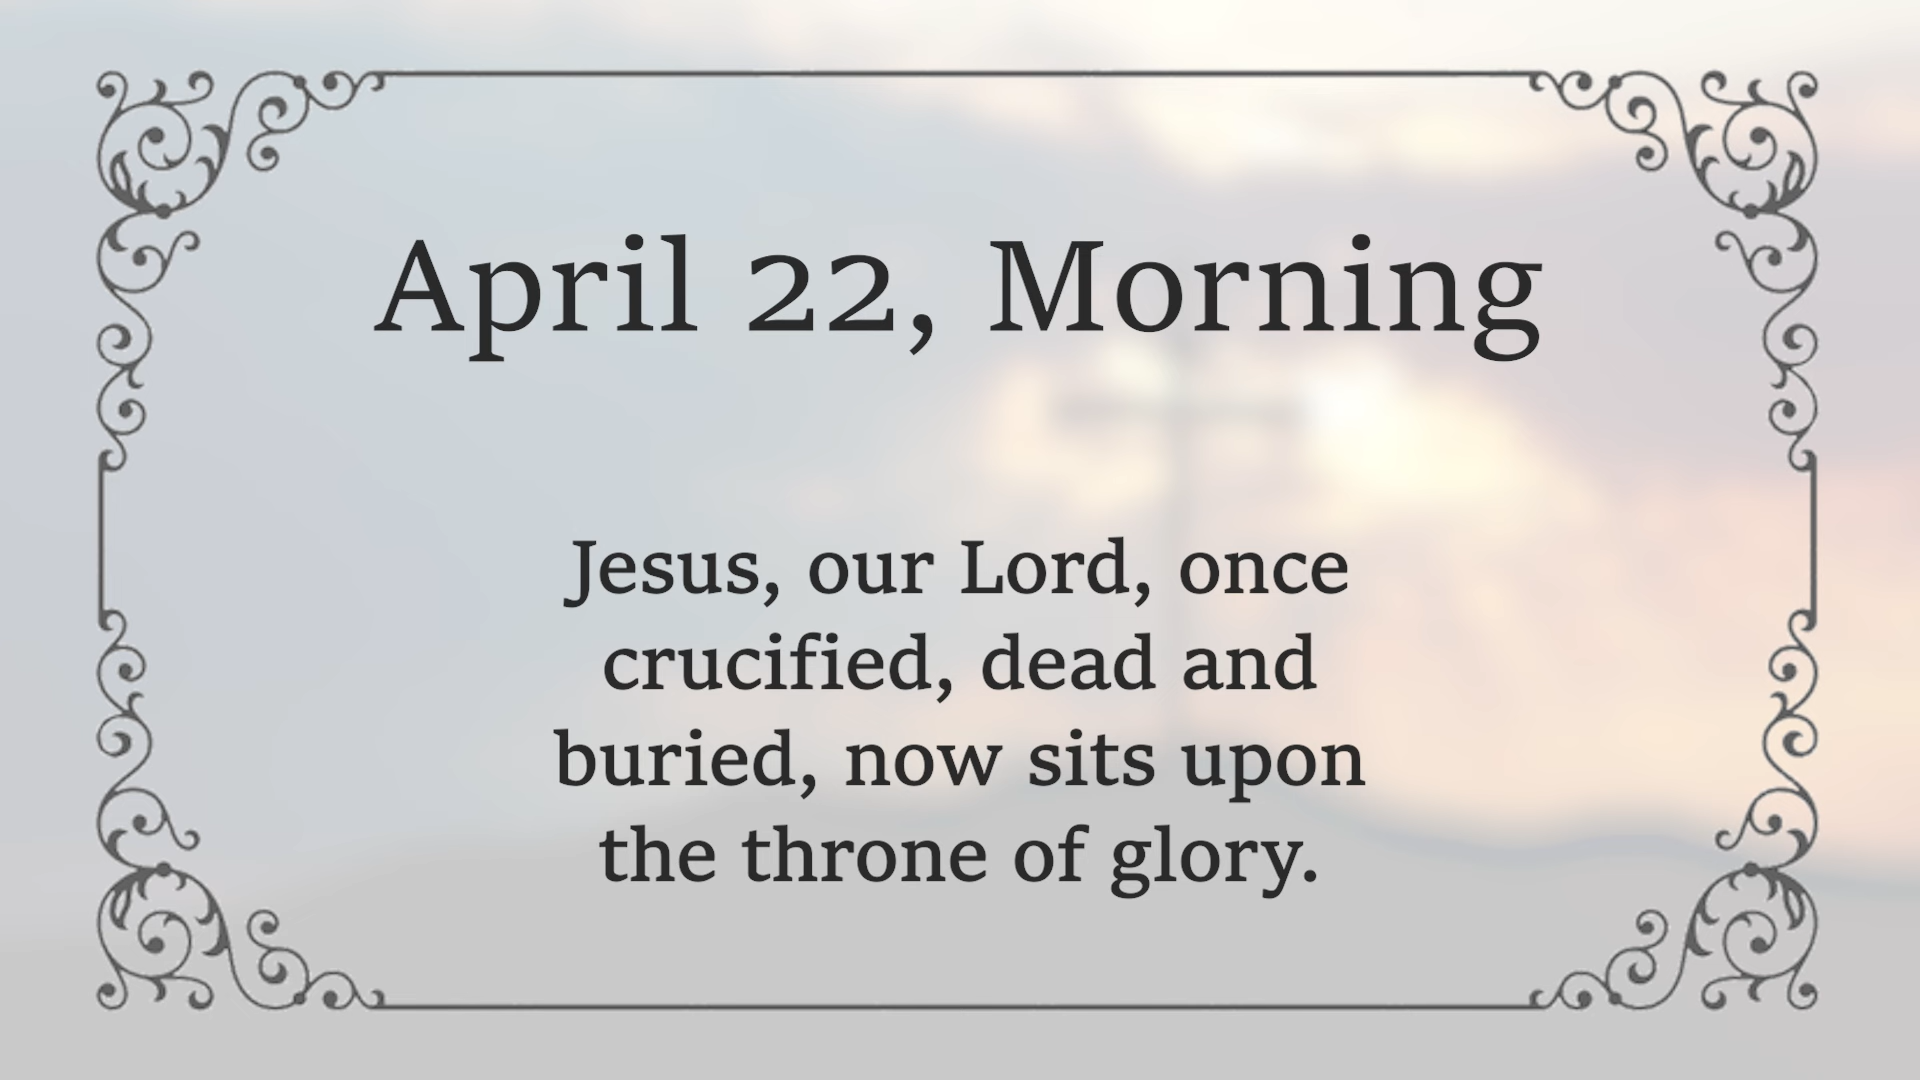 April 22, Morning
Jesus, our Lord, once
crucified, dead and
buried, now sits upon
the throne of glory.